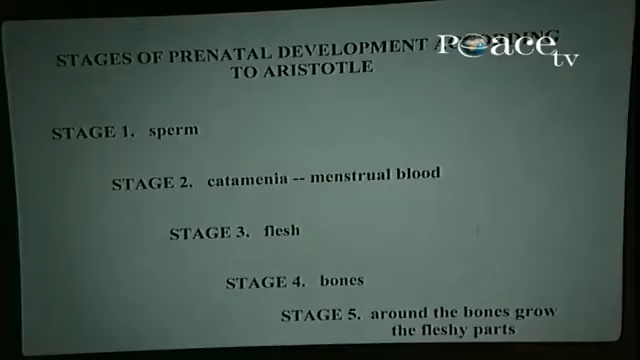 STAGES OF PRENATAL DEVELOPMENT ACCORDING
TO ARISTOTLE
Peace tv
STAGE 1. sperm
STAGE 2. catamenia -- menstrual blood
STAGE 3. flesh
STAGE 4. bones
STAGE 5. around the bones grow
the fleshy parts